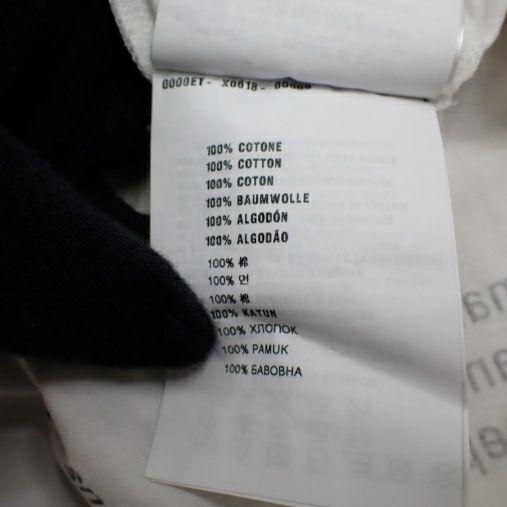 100% COTONE
100% COTTON
100% COTON
100% BAUMWOLLE
100% ALGODÓN
100% ALGODÃO
100% 棉
100% 면
100% 棉
100% KATUN
100% ХЛОПОК
100% PAMUK
100% БАВОВНА